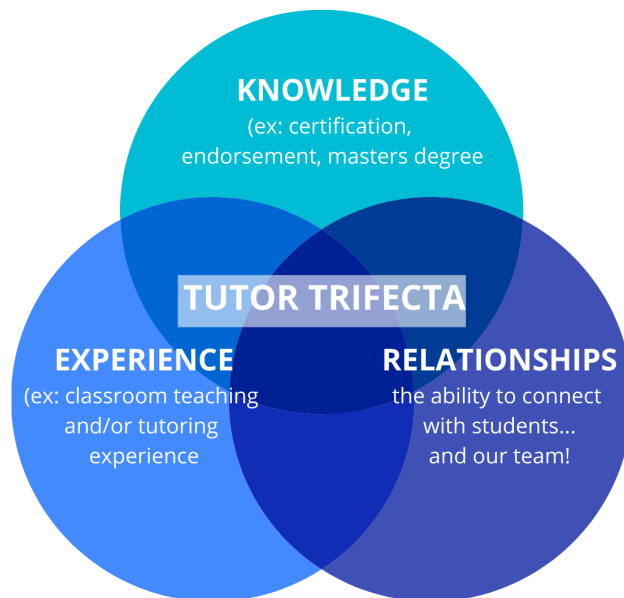 KNOWLEDGE
(ex: certification,
endorsement, masters degree
TUTOR TRIFECTA
EXPERIENCE
(ex: classroom teaching
and/or tutoring
experience
RELATIONSHIPS
the ability to connect
with students...
and our team!